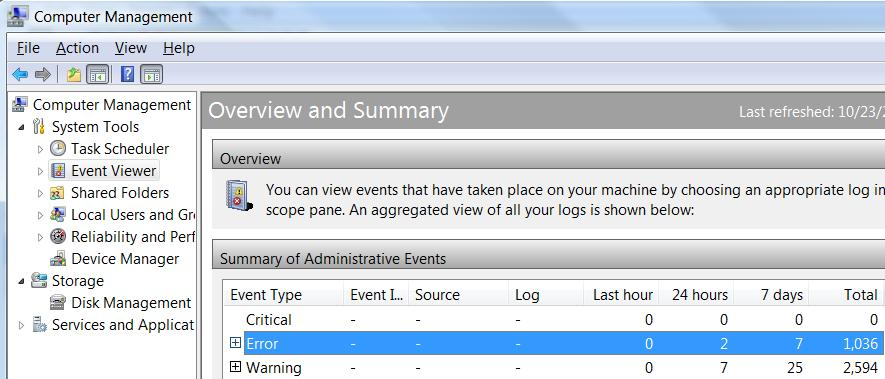 Computer Management
File Action View Help
Computer Management
System Tools
Task Scheduler
Event Viewer
Shared Folders
Local Users and Gr
Reliability and Perf
Device Manager
Storage
Disk Management
Services and Applicat
Overview and Summary Last refreshed: 10/23/
Overview
You can view events that have taken place on your machine by choosing an appropriate log in
scope pane. An aggregated view of all your logs is shown below:
Summary of Administrative Events
Event Type Event I... Source Log Last hour 24 hours 7 days Total
Critical - - - 0 0 0 0
Error - - - 0 2 7 1,036
Warning - - - 0 7 25 2,594